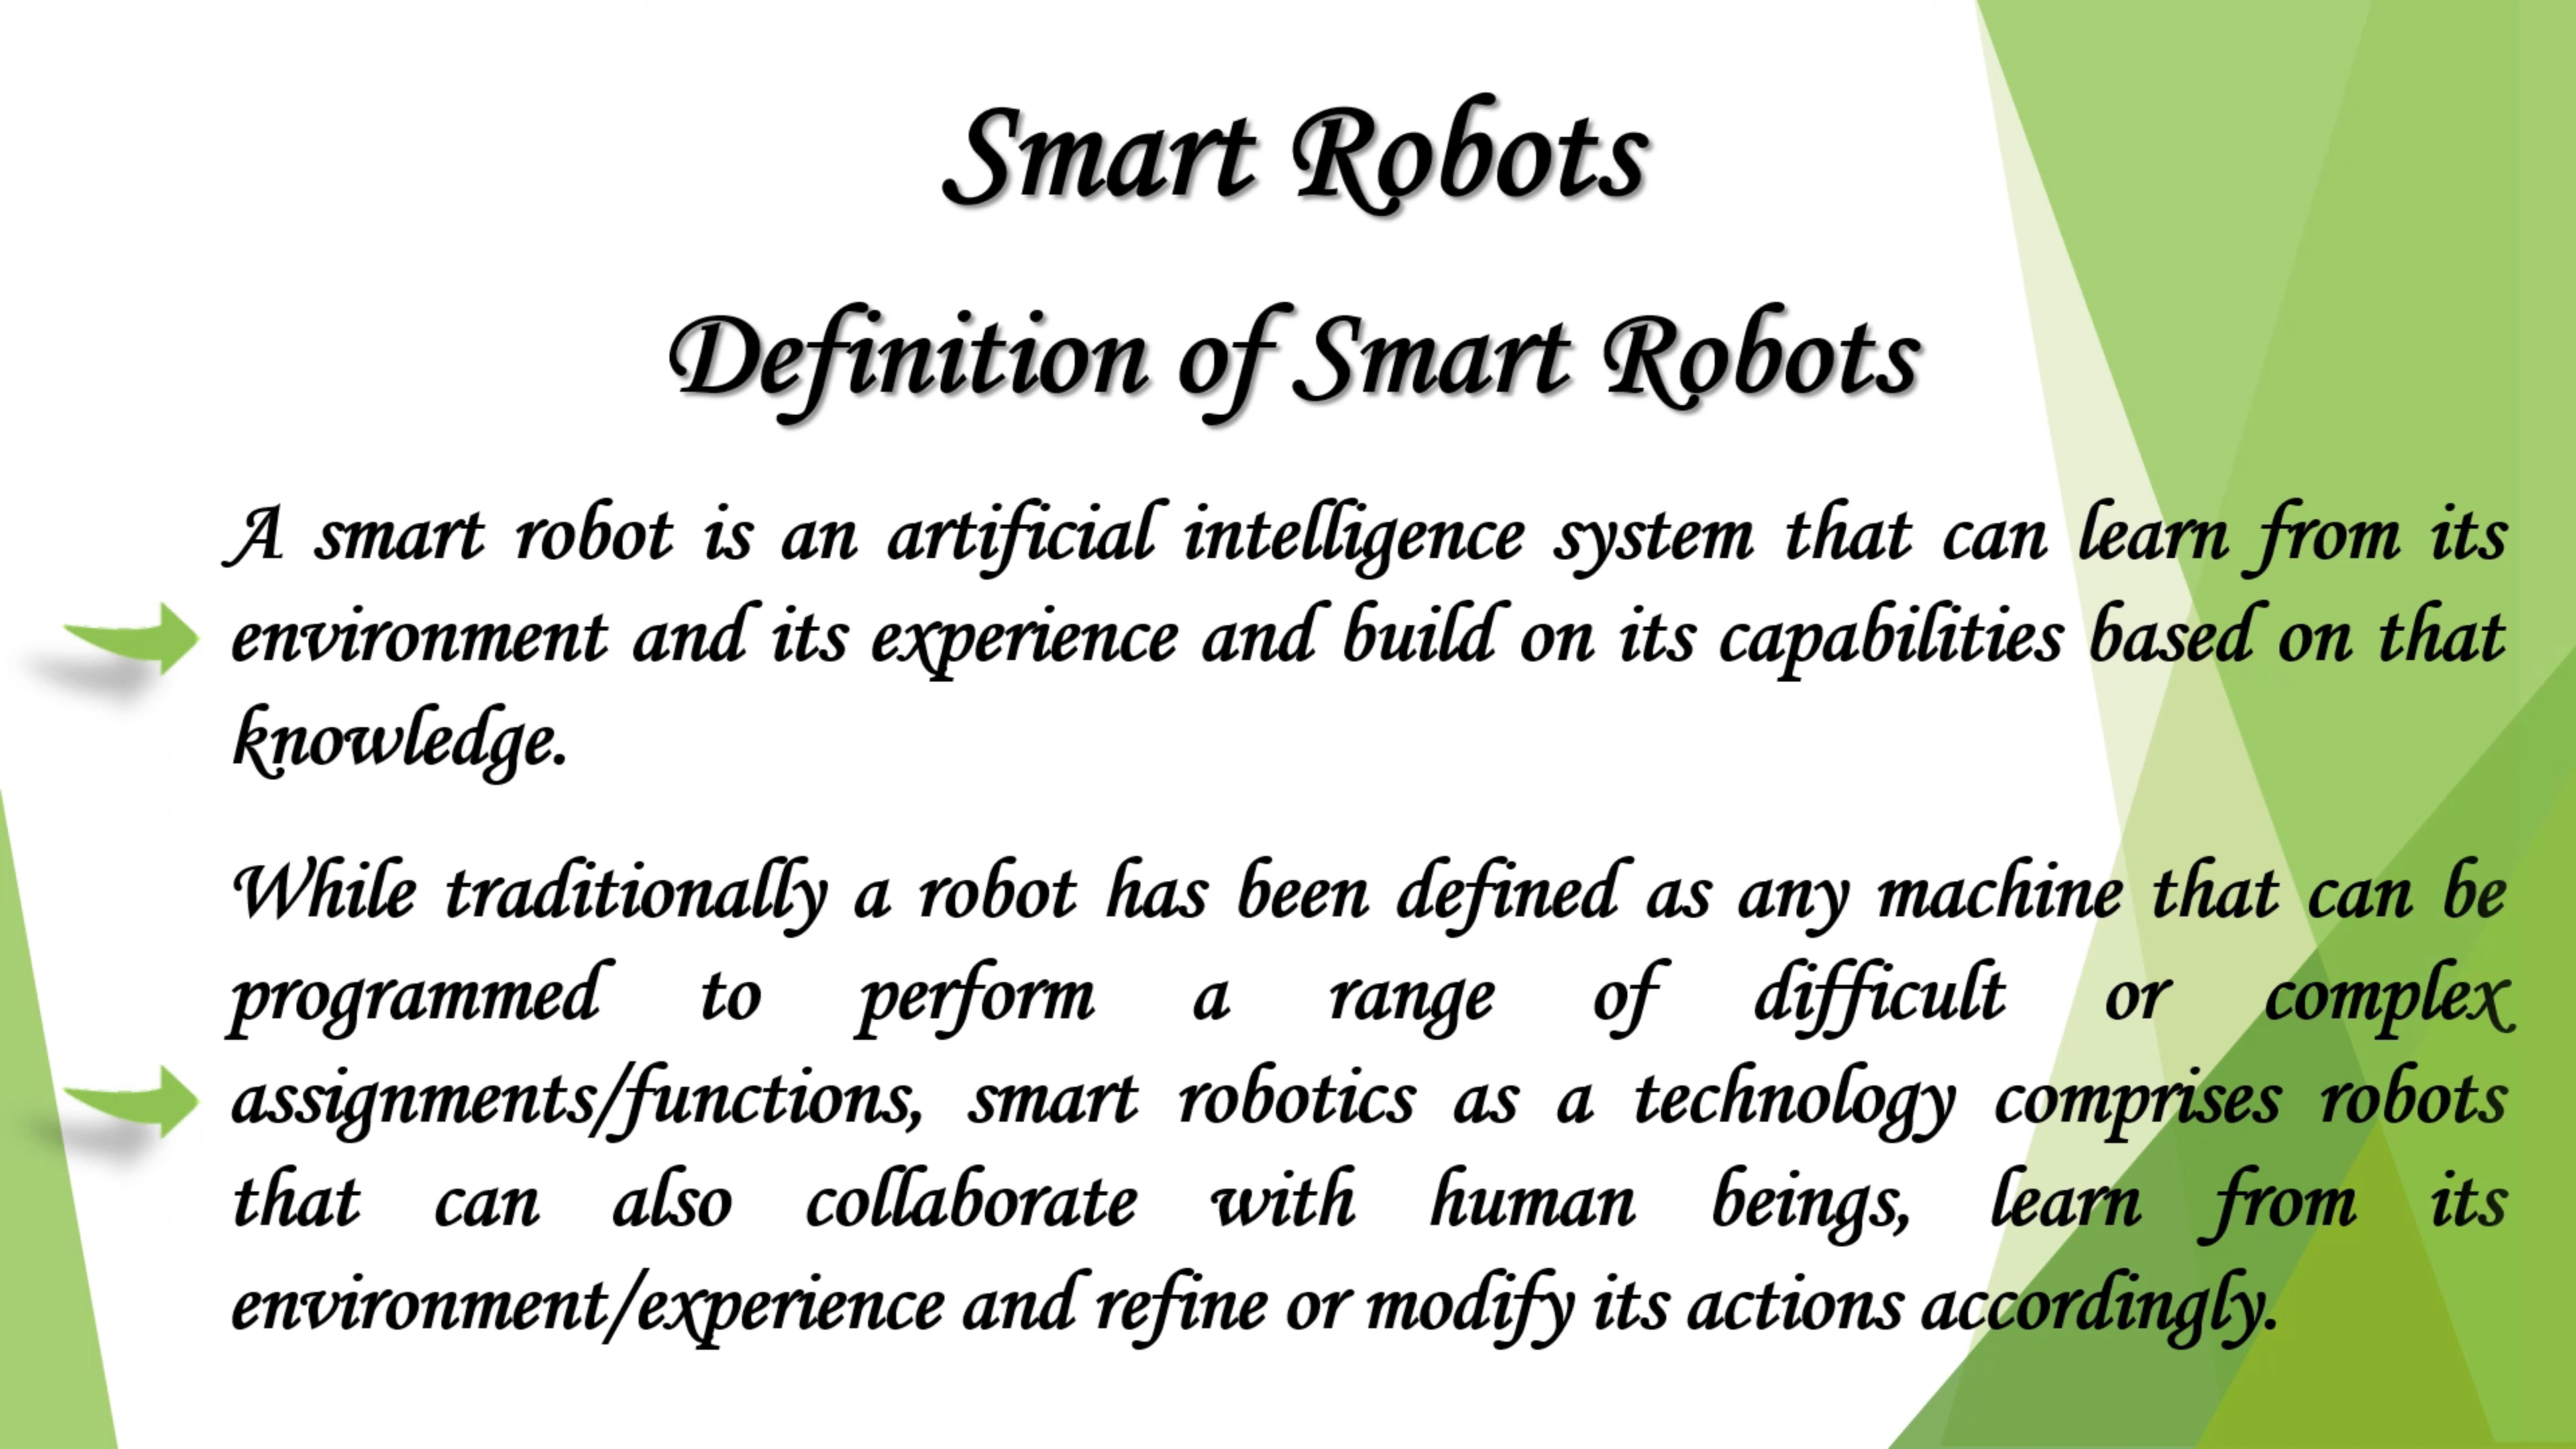 Smart Robots
Definition of Smart Robots
A smart robot is an artificial intelligence system that can learn from its
environment and its experience and build on its capabilities based on that
knowledge.
While traditionally a robot has been defined as any machine that can be
programmed to perform a range of difficult or complex
assignments/functions, smart robotics as a technology comprises robots
that can also collaborate with human beings, learn from its
environment/experience and refine or modify its actions accordingly.